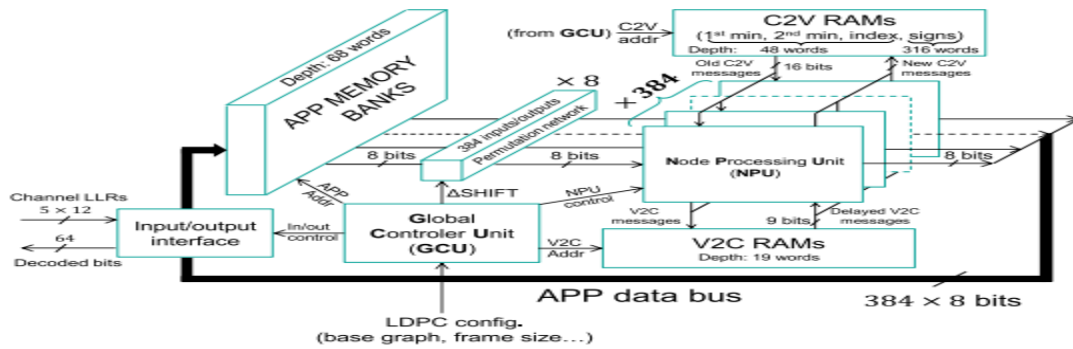 C2V RAMs
(1st min, 2nd min, index, signs)
Depth: 48 words 316 words
(from GCU) C2V
addr
Old C2V
messages
16 bits
New C2V
messages
Depth: 68 words
APP MEMORY
BANKS
× 8
+384
384 inputs/outputs
Permutation network
8 bits
8 bits
Node Processing Unit
(NPU)
8 bits
ΔSHIFT
NPU
control
APP
Addr
Channel LLRs
5 × 12
Input/output
interface
64
Decoded bits
In/out
control
Global
Controler Unit
(GCU)
V2C
Addr
V2C
messages
9 bits
Delayed V2C
messages
V2C RAMs
Depth: 19 words
APP data bus
384 × 8 bits
LDPC config.
(base graph, frame size...)